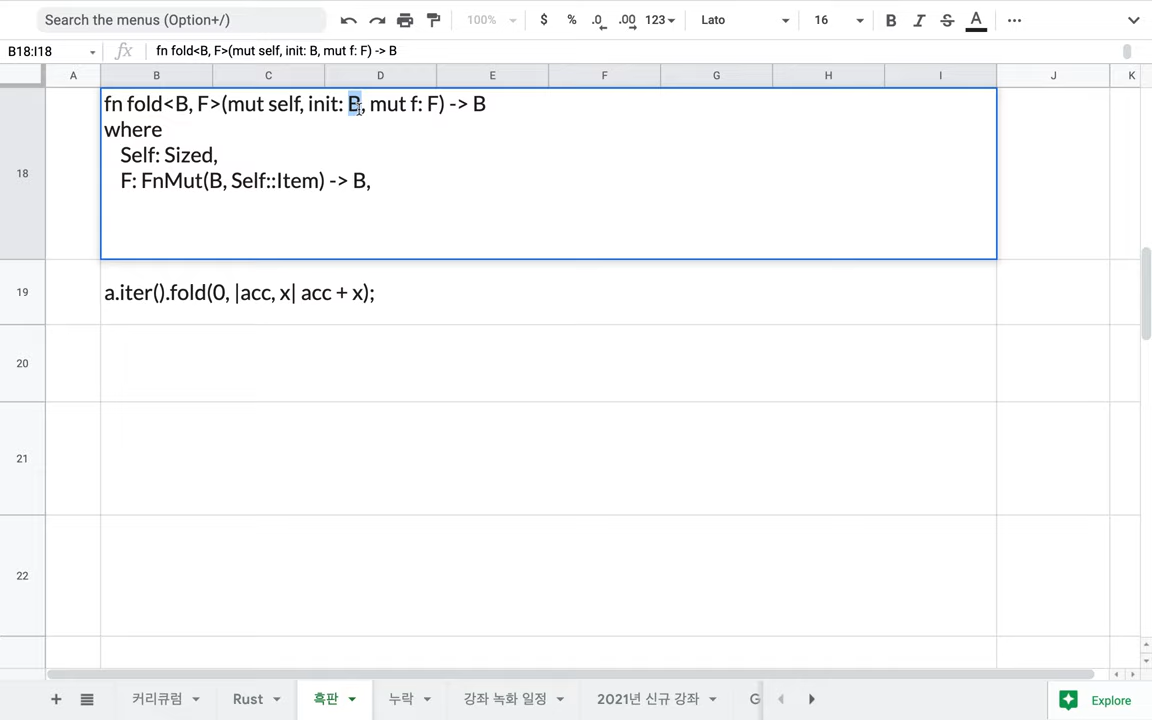 Search the menus (Option+/)
100%
$ % .0 .00 123
Lato
16
B I S A
B18:I18
fx
fn fold<B, F>(mut self, init: B, mut f: F) -> B
A B C D E F G H I J K
18
fn fold<B, F>(mut self, init: B, mut f: F) -> B
where
Self: Sized,
F: FnMut(B, Self::Item) -> B,
19
a.iter().fold(0, |acc, x| acc + x);
20
21
22
커리큘럼 Rust 흑판 누락 강좌 녹화 일정 2021년 신규 강좌 G
Explore